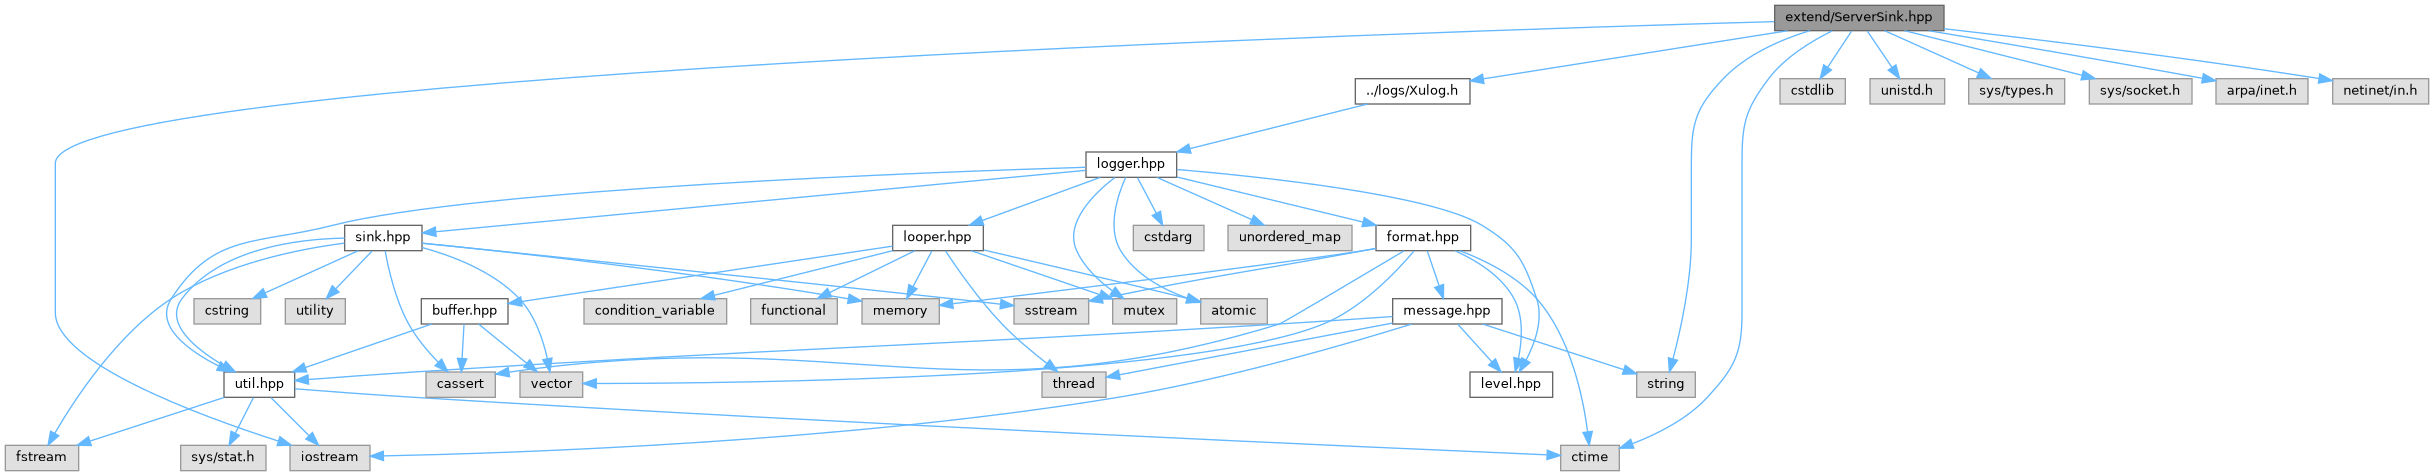 extend/ServerSink.hpp
../logs/Xulog.h
cstdlib
unistd.h
sys/types.h
sys/socket.h
arpa/inet.h
netinet/in.h
logger.hpp
sink.hpp
looper.hpp
cstdarg
unordered_map
format.hpp
cstring
utility
buffer.hpp
condition_variable
functional
memory
sstream
mutex
atomic
message.hpp
util.hpp
cassert
vector
thread
level.hpp
string
fstream
sys/stat.h
iostream
ctime